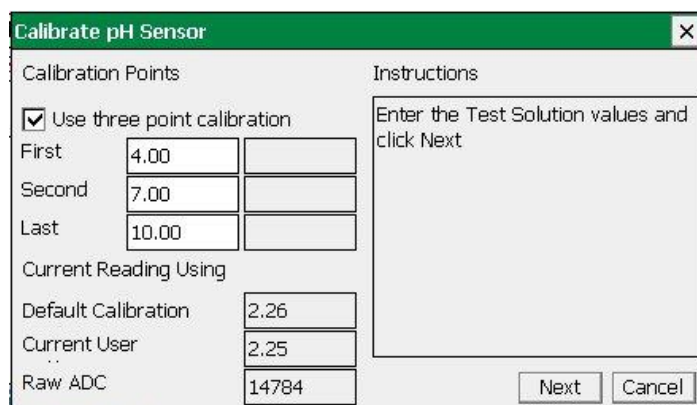 Calibrate pH Sensor
Calibration Points
Use three point calibration
First 4.00
Second 7.00
Last 10.00
Current Reading Using
Default Calibration 2.26
Current User 2.25
Raw ADC 14784
Instructions
Enter the Test Solution values and
click Next
Next Cancel